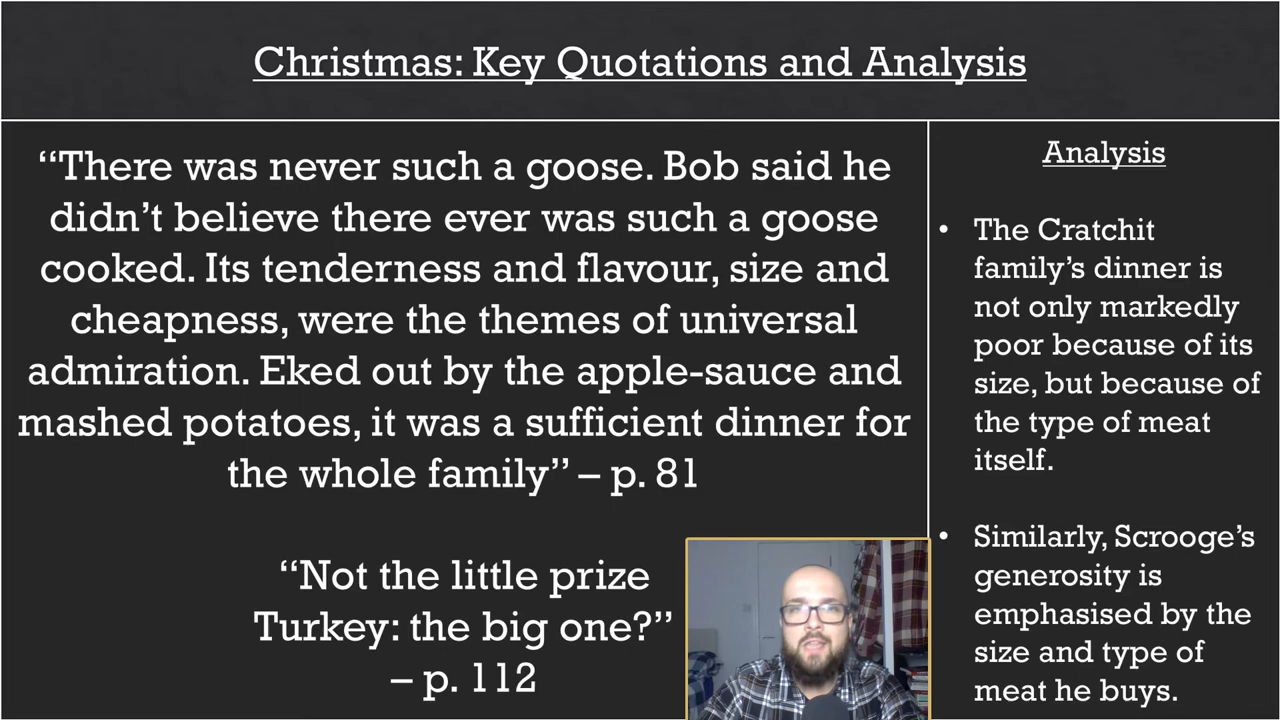 Christmas: Key Quotations and Analysis
“There was never such a goose. Bob said he
didn’t believe there ever was such a goose
cooked. Its tenderness and flavour, size and
cheapness, were the themes of universal
admiration. Eked out by the apple-sauce and
mashed potatoes, it was a sufficient dinner for
the whole family” – p. 81
“Not the little prize
Turkey: the big one?”
– p. 112
Analysis
• The Cratchit
family’s dinner is
not only markedly
poor because of its
size, but because of
the type of meat
itself.
• Similarly, Scrooge’s
generosity is
emphasised by the
size and type of
meat he buys.